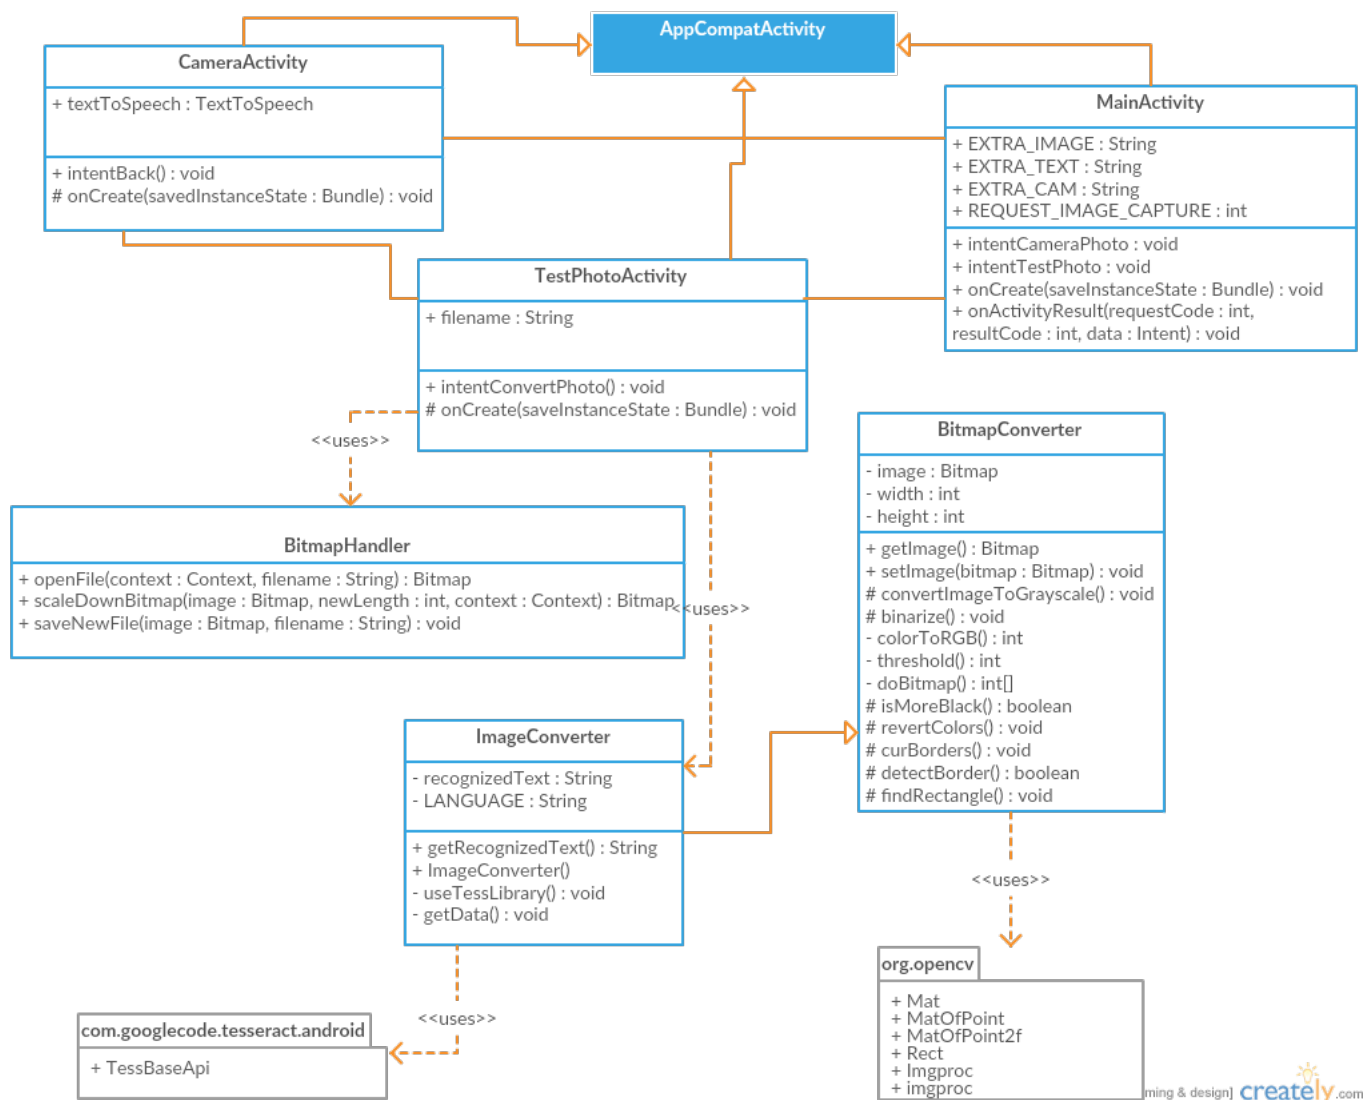 AppCompatActivity
CameraActivity
+ textToSpeech : TextToSpeech
+ intentBack() : void
# onCreate(savedInstanceState : Bundle) : void
MainActivity
+ EXTRA_IMAGE : String
+ EXTRA_TEXT : String
+ EXTRA_CAM : String
+ REQUEST_IMAGE_CAPTURE : int
+ intentCameraPhoto : void
+ intentTestPhoto : void
+ onCreate(saveInstanceState : Bundle) : void
+ onActivityResult(requestCode : int,
resultCode : int, data : Intent) : void
TestPhotoActivity
+ filename : String
+ intentConvertPhoto() : void
# onCreate(saveInstanceState : Bundle) : void
<<uses>>
BitmapHandler
+ openFile(context : Context, filename : String) : Bitmap
+ scaleDownBitmap(image : Bitmap, newLength : int, context : Context) : Bitmap
+ saveNewFile(image : Bitmap, filename : String) : void
<<uses>>
BitmapConverter
- image : Bitmap
- width : int
- height : int
+ getImage() : Bitmap
+ setImage(bitmap : Bitmap) : void
# convertImageToGrayscale() : void
# binarize() : void
- colorToRGB() : int
- threshold() : int
- doBitmap() : int[]
# isMoreBlack() : boolean
# revertColors() : void
# curBorders() : void
# detectBorder() : boolean
# findRectangle() : void
ImageConverter
- recognizedText : String
- LANGUAGE : String
+ getRecognizedText() : String
+ ImageConverter()
- useTessLibrary() : void
- getData() : void
<<uses>>
<<uses>>
com.googlecode.tesseract.android
+ TessBaseApi
org.opencv
+ Mat
+ MatOfPoint
+ MatOfPoint2f
+ Rect
+ Imgproc
+ imgproc
ming & design] creately.com